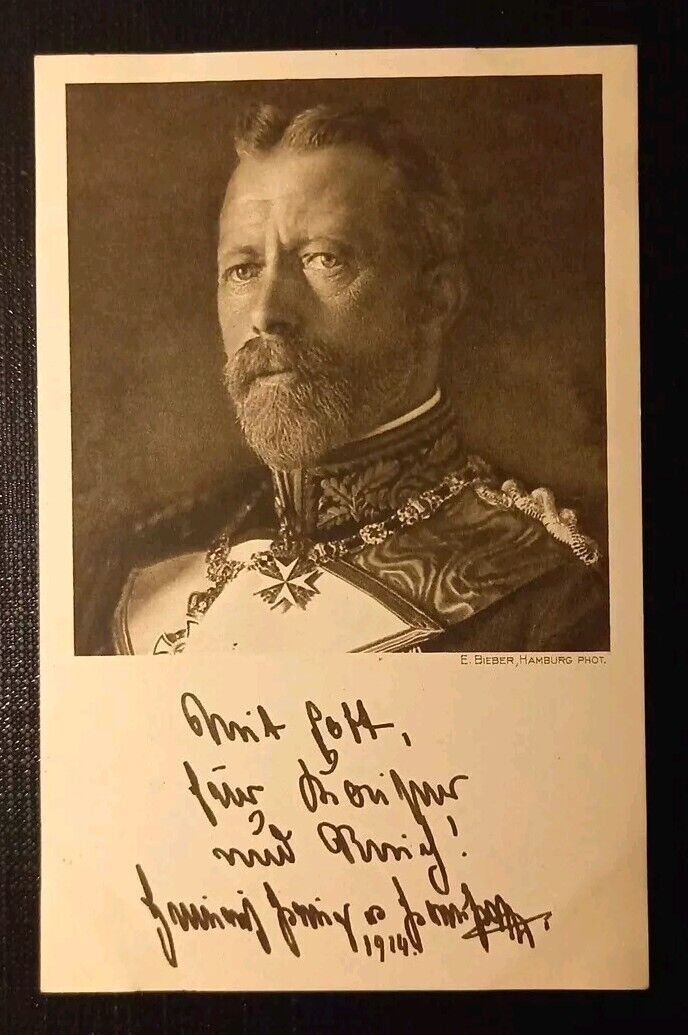 E. BIEBER, HAMBURG PHOT.
Mit Gott,
für Kaiser
und Reich!
Heinrich Prinz v Preußen
1914.